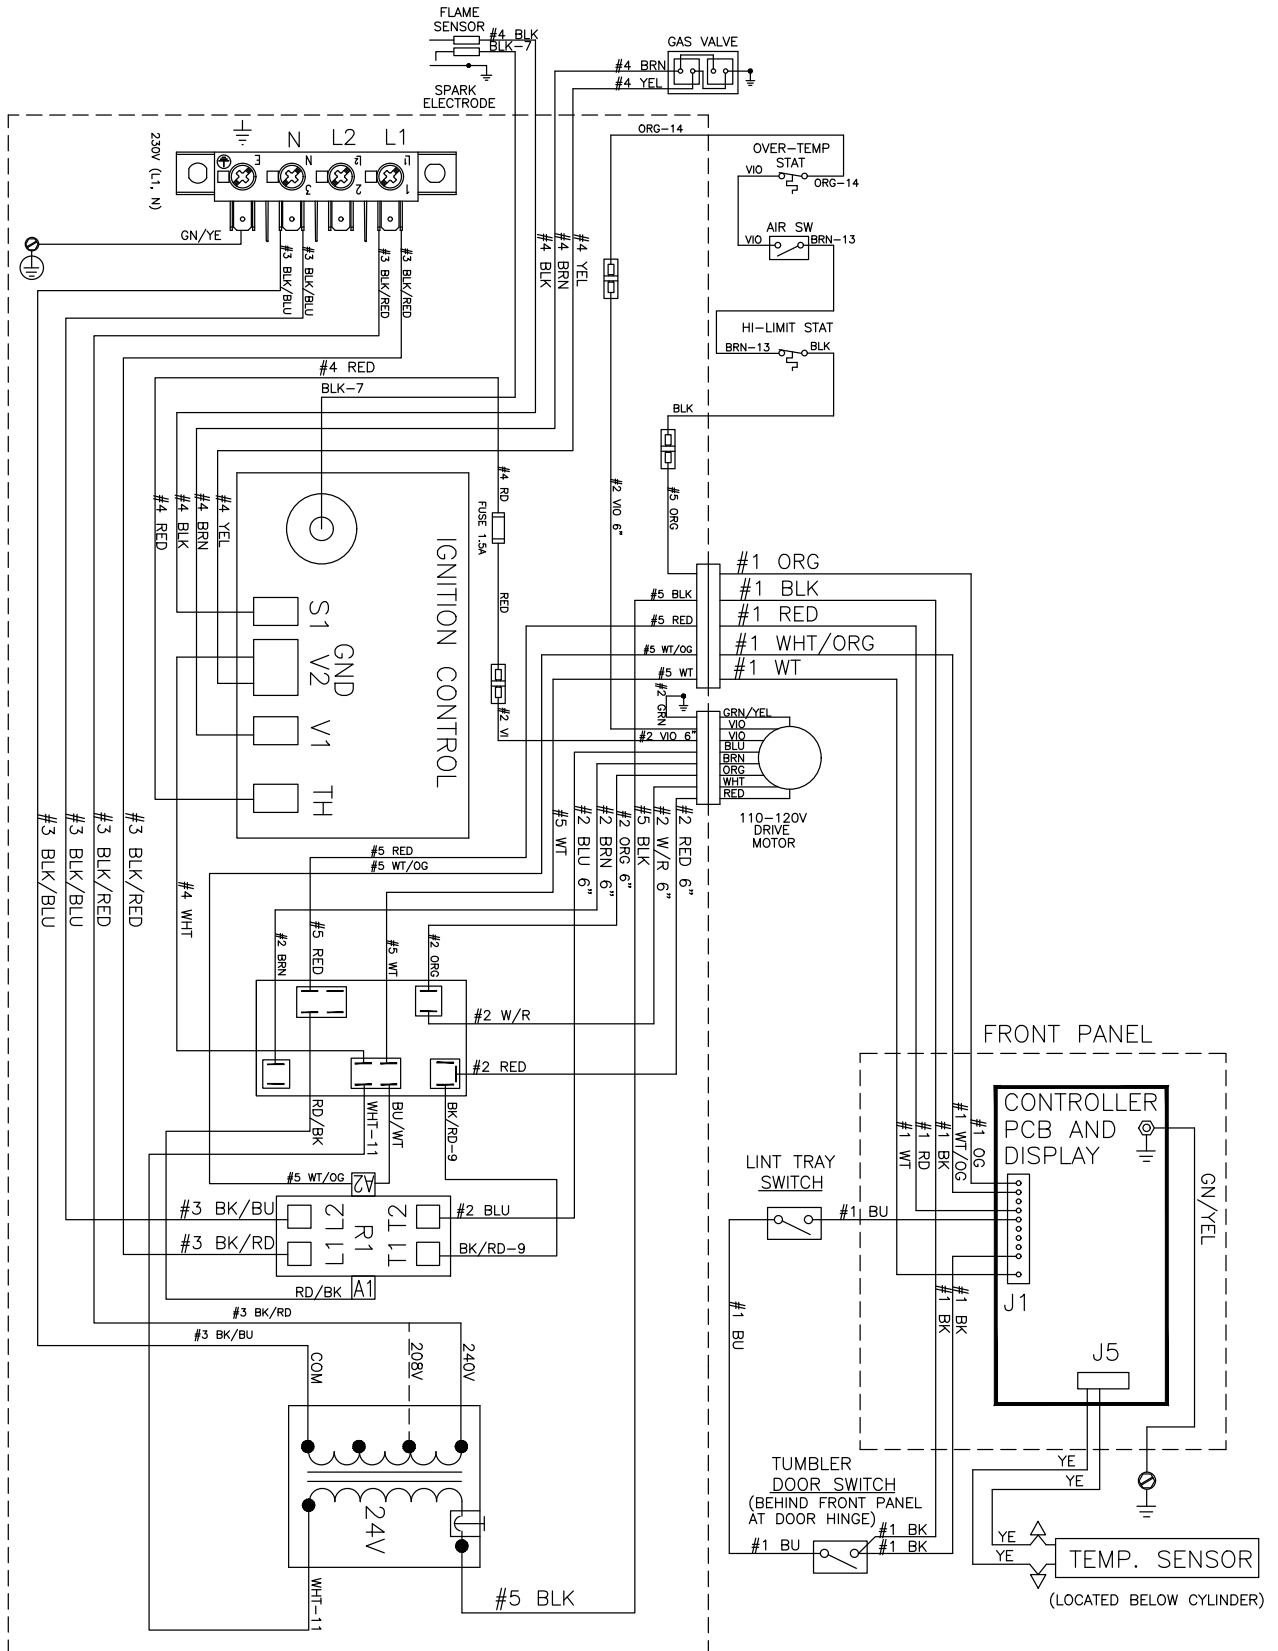 FLAME
SENSOR
#4 BLK
BLK-7
SPARK
ELECTRODE
GAS VALVE
#4 BRN
#4 YEL
ORG-14
OVER-TEMP
STAT
VIO
ORG-14
AIR SW
VIO
BRN-13
HI-LIMIT STAT
BRN-13
BLK
BLK
230V (L1, N)
N
L2
L1
E
N
L2
L1
3
2
1
GN/YE
#3 BLK/BLU
#3 BLK/BLU
#3 BLK/RED
#3 BLK/RED
#4 BLK
#4 BRN
#4 YEL
#4 RED
BLK-7
#4 RED
#4 BLK
#4 BRN
#4 YEL
#4 RD
FUSE 1.5A
RED
#2 VI
#2 VIO 6"
#5 ORG
IGNITION CONTROL
S1
GND
V2
V1
TH
#1 ORG
#5 BLK
#1 BLK
#5 RED
#1 RED
#5 WT/OG
#1 WHT/ORG
#5 WT
#1 WT
#2 GRN
#2 VIO 6"
GRN/YEL
VIO
VIO
BLU
BRN
ORG
WHT
RED
110-120V
DRIVE
MOTOR
#3 BLK/BLU
#3 BLK/BLU
#3 BLK/RED
#3 BLK/RED
#4 WHT
#5 RED
#5 WT/OG
#5 WT
#2 BLU 6"
#2 BRN 6"
#2 ORG 6"
#5 BLK
#2 W/R 6"
#2 RED 6"
#2 BRN
#5 RED
#5 WT
#2 ORG
#2 W/R
#2 RED
RD/BK
WHT-11
BU/WT
BK/RD-9
#5 WT/OG
A2
#3 BK/BU
#3 BK/RD
L2
L1
R1
T2
T1
#2 BLU
BK/RD-9
RD/BK
A1
#3 BK/RD
#3 BK/BU
COM
208V
240V
24V
WHT-11
#5 BLK
FRONT PANEL
CONTROLLER
PCB AND
DISPLAY
#1 WT
#1 RD
#1 BK
#1 WT/OG
#1 OG
GN/YEL
LINT TRAY
SWITCH
#1 BU
#1 BU
#1 BK
#1 BK
J1
J5
TUMBLER
DOOR SWITCH
(BEHIND FRONT PANEL
AT DOOR HINGE)
#1 BU
#1 BK
#1 BK
YE
YE
YE
YE
TEMP. SENSOR
(LOCATED BELOW CYLINDER)